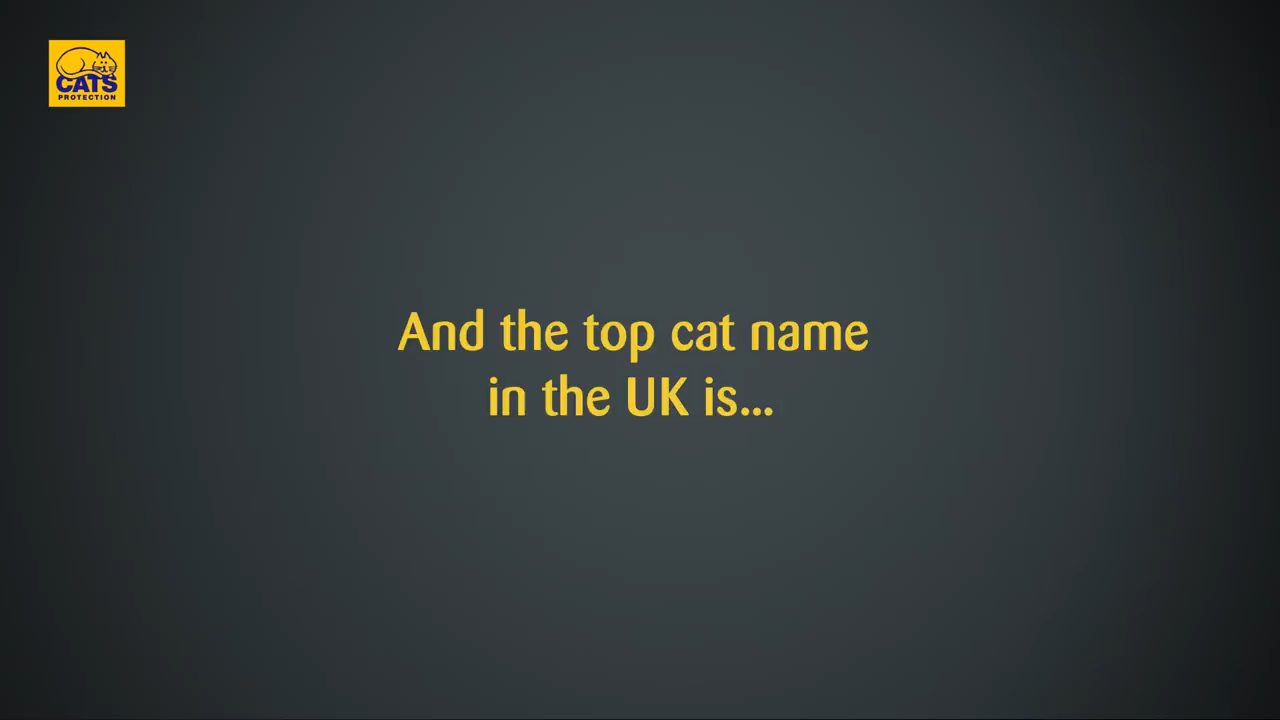 CATS
PROTECTION
And the top cat name
in the UK is...